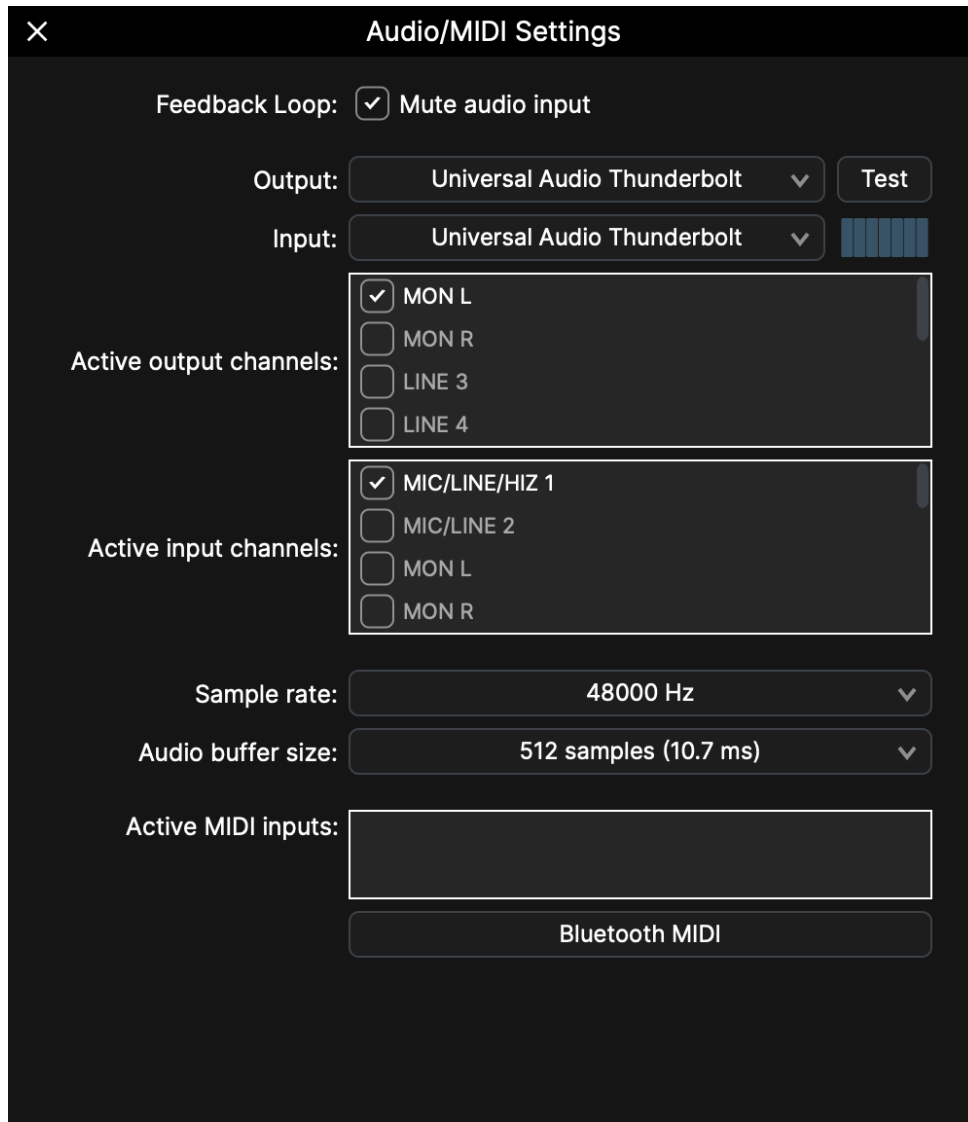 Audio/MIDI Settings
Feedback Loop: Mute audio input
Output: Universal Audio Thunderbolt Test
Input: Universal Audio Thunderbolt
Active output channels:
MON L
MON R
LINE 3
LINE 4
Active input channels:
MIC/LINE/HIZ 1
MIC/LINE 2
MON L
MON R
Sample rate: 48000 Hz
Audio buffer size: 512 samples (10.7 ms)
Active MIDI inputs:
Bluetooth MIDI